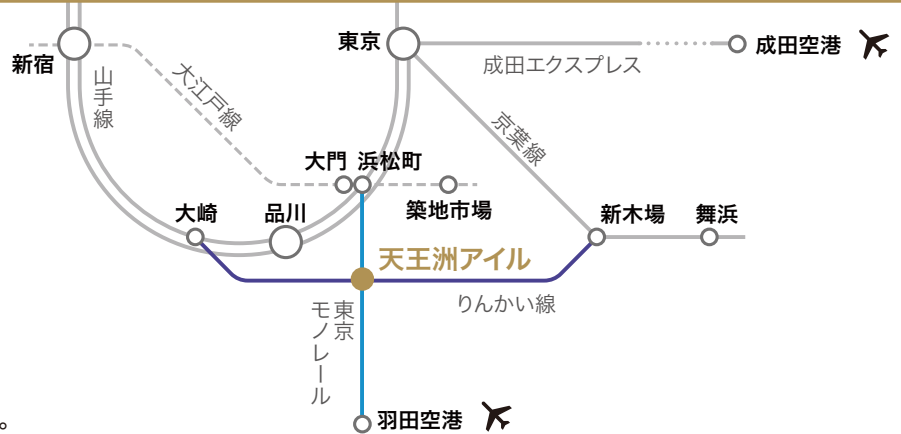 新宿
東京
成田空港
成田エクスプレス
山手線
大江戸線
京葉線
大門
浜松町
築地市場
大崎
品川
新木場
舞浜
天王洲アイル
りんかい線
東京
モノレール
羽田空港
。